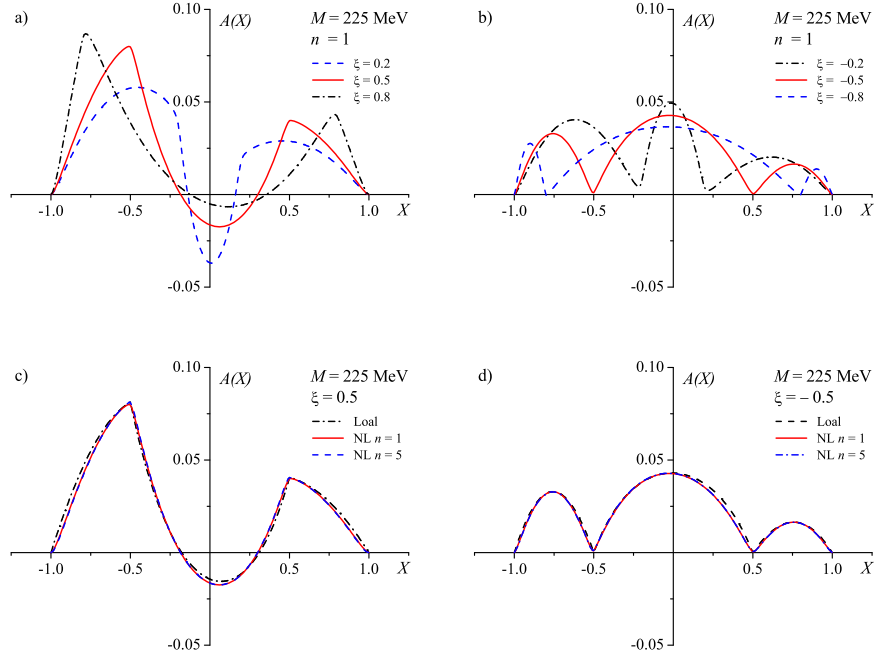 a)
A(X)
M = 225 MeV
n = 1
ξ = 0.2
ξ = 0.5
ξ = 0.8
0.10
0.05
-0.05
-1.0
-0.5
0
0.5
1.0
X
b)
A(X)
M = 225 MeV
n = 1
ξ = –0.2
ξ = –0.5
ξ = –0.8
0.10
0.05
-0.05
-1.0
-0.5
0
0.5
1.0
X
c)
A(X)
M = 225 MeV
ξ = 0.5
Loal
NL n = 1
NL n = 5
0.10
0.05
-0.05
-1.0
-0.5
0
0.5
1.0
X
d)
A(X)
M = 225 MeV
ξ = – 0.5
Loal
NL n = 1
NL n = 5
0.10
0.05
-0.05
-1.0
-0.5
0
0.5
1.0
X